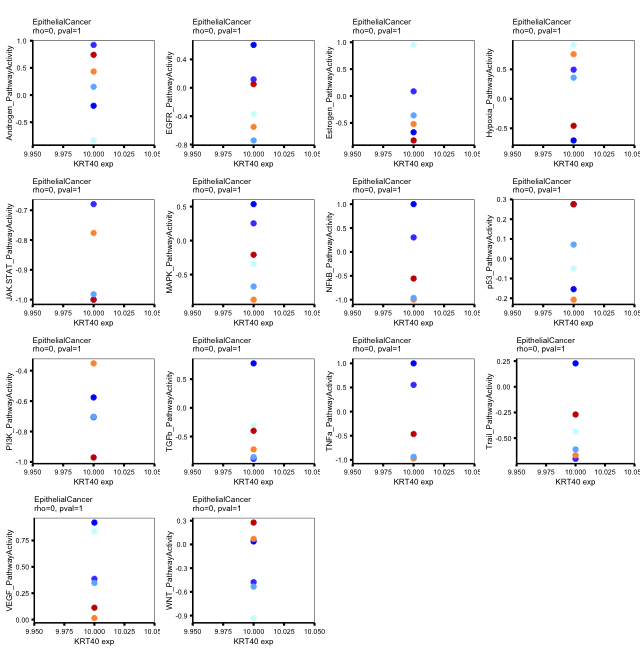 EpithelialCancer
rho=0, pval=1
Androgen_PathwayActivity
1.0
0.5
0.0
-0.5
9.950 9.975 10.000 10.025 10.05
KRT40 exp
EpithelialCancer
rho=0, pval=1
EGFR_PathwayActivity
0.4
0.0
-0.4
-0.8
9.950 9.975 10.000 10.025 10.05
KRT40 exp
EpithelialCancer
rho=0, pval=1
Estrogen_PathwayActivity
1.0
0.5
0.0
-0.5
9.950 9.975 10.000 10.025 10.05
KRT40 exp
EpithelialCancer
rho=0, pval=1
Hypoxia_PathwayActivity
0.5
0.0
-0.5
9.950 9.975 10.000 10.025 10.05
KRT40 exp
EpithelialCancer
rho=0, pval=1
JAK.STAT_PathwayActivity
-0.7
-0.8
-0.9
-1.0
9.950 9.975 10.000 10.025 10.05
KRT40 exp
EpithelialCancer
rho=0, pval=1
MAPK_PathwayActivity
0.5
0.0
-0.5
9.950 9.975 10.000 10.025 10.05
KRT40 exp
EpithelialCancer
rho=0, pval=1
NFkB_PathwayActivity
1.0
0.5
0.0
-0.5
-1.0
9.950 9.975 10.000 10.025 10.05
KRT40 exp
EpithelialCancer
rho=0, pval=1
p53_PathwayActivity
0.3
0.2
0.1
0.0
-0.1
-0.2
9.950 9.975 10.000 10.025 10.05
KRT40 exp
EpithelialCancer
rho=0, pval=1
PI3K_PathwayActivity
-0.4
-0.6
-0.8
-1.0
9.950 9.975 10.000 10.025 10.05
KRT40 exp
EpithelialCancer
rho=0, pval=1
TGFb_PathwayActivity
0.5
0.0
-0.5
9.950 9.975 10.000 10.025 10.05
KRT40 exp
EpithelialCancer
rho=0, pval=1
TNFa_PathwayActivity
1.0
0.5
0.0
-0.5
-1.0
9.950 9.975 10.000 10.025 10.05
KRT40 exp
EpithelialCancer
rho=0, pval=1
Trail_PathwayActivity
0.25
0.00
-0.25
-0.50
9.950 9.975 10.000 10.025 10.05
KRT40 exp
EpithelialCancer
rho=0, pval=1
VEGF_PathwayActivity
0.75
0.50
0.25
0.00
9.950 9.975 10.000 10.025 10.05
KRT40 exp
EpithelialCancer
rho=0, pval=1
WNT_PathwayActivity
0.3
0.0
-0.3
-0.6
-0.9
9.950 9.975 10.000 10.025 10.050
KRT40 exp